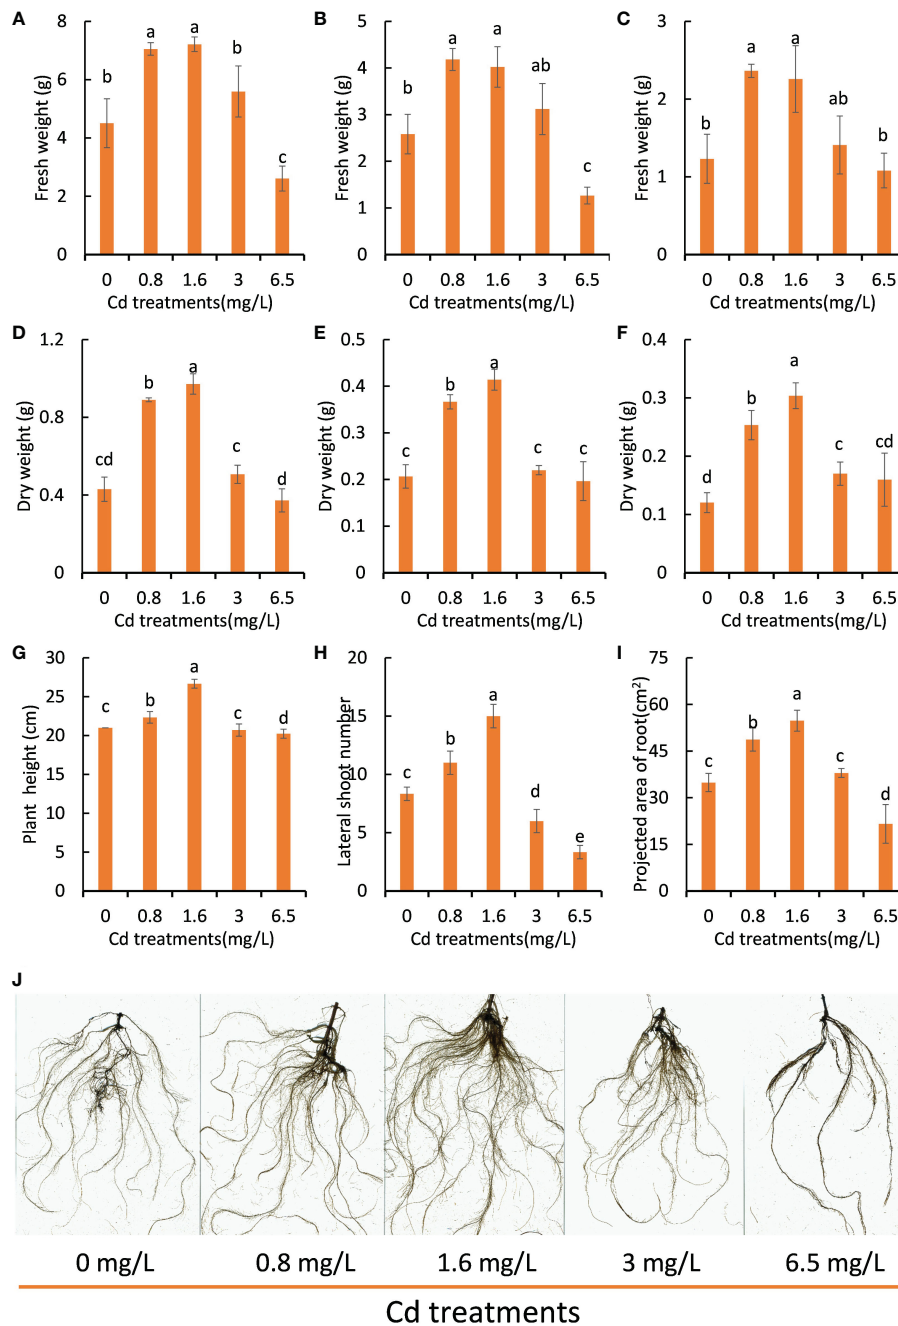 A
Fresh weight (g)
8
6
4
2
0
b
a
a
b
c
0 0.8 1.6 3 6.5
Cd treatments(mg/L)
B
Fresh weight (g)
5
4
3
2
1
0
b
a
a
ab
c
0 0.8 1.6 3 6.5
Cd treatments(mg/L)
C
Fresh weight (g)
3
2
1
0
b
a
a
ab
b
0 0.8 1.6 3 6.5
Cd treatments(mg/L)
D
Dry weight (g)
1.2
0.9
0.6
0.4
0
cd
b
a
c
d
0 0.8 1.6 3 6.5
Cd treatments(mg/L)
E
Dry weight (g)
0.5
0.4
0.3
0.2
0.1
0
c
b
a
c
c
0 0.8 1.6 3 6.5
Cd treatments(mg/L)
F
Dry weight (g)
0.4
0.3
0.2
0.1
0
d
b
a
c
cd
0 0.8 1.6 3 6.5
Cd treatments(mg/L)
G
Plant height (cm)
30
25
20
15
10
5
0
c
b
a
c
d
0 0.8 1.6 3 6.5
Cd treatments(mg/L)
H
Lateral shoot number
20
15
10
5
0
c
b
a
d
e
0 0.8 1.6 3 6.5
Cd treatments(mg/L)
I
Projected area of root(cm²)
75
60
45
30
15
0
c
b
a
c
d
0 0.8 1.6 3 6.5
Cd treatments(mg/L)
J
0 mg/L 0.8 mg/L 1.6 mg/L 3 mg/L 6.5 mg/L
Cd treatments